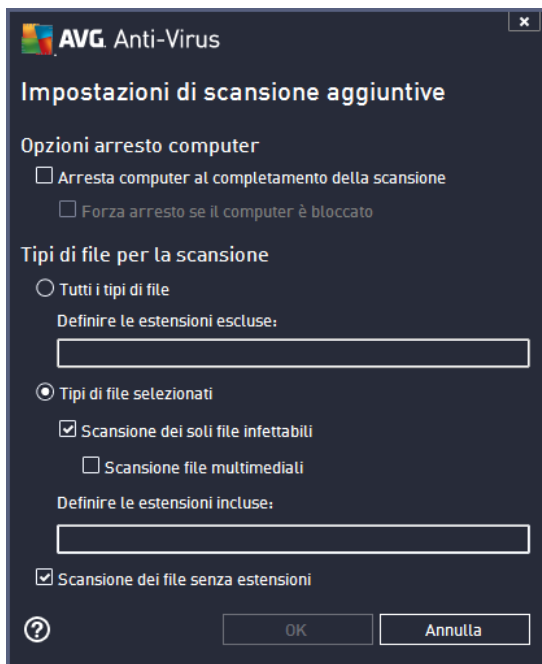 AVG. Anti-Virus
Impostazioni di scansione aggiuntive
Opzioni arresto computer
Arresta computer al completamento della scansione
Forza arresto se il computer è bloccato
Tipi di file per la scansione
Tutti i tipi di file
Definire le estensioni escluse:
Tipi di file selezionati
Scansione dei soli file infettabili
Scansione file multimediali
Definire le estensioni incluse:
Scansione dei file senza estensioni
?
OK
Annulla